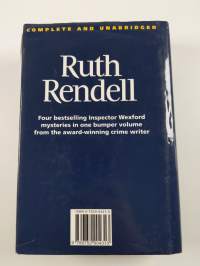 COMPLETE AND UNABRIDGED
Ruth
Rendell
Four bestselling Inspector Wexford
mysteries in one bumper volume
from the award-winning crime writer